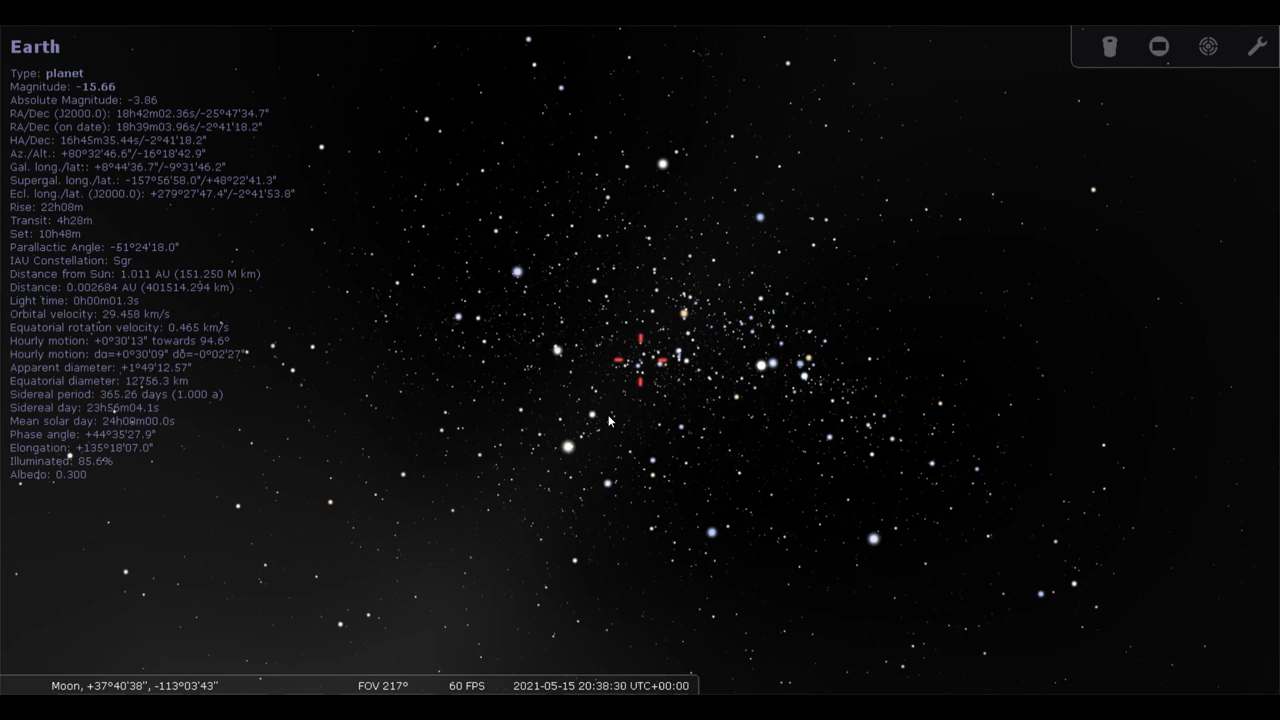 Earth
Type: planet
Magnitude: -15.66
Absolute Magnitude: -3.86
RA/Dec (J2000.0): 18h42m02.36s/-25°47'34.7"
RA/Dec (on date): 18h39m03.96s/-2°41'18.2"
HA/Dec: 16h45m35.44s/-2°41'18.2"
Az./Alt.: +80°32'46.6"/-16°18'42.9"
Gal. long./lat.: +8°44'36.7"/-9°31'46.2"
Supergal. long./lat.: -157°56'58.0"/+48°22'41.3"
Ecl. long./lat. (J2000.0): +279°27'47.4"/-2°41'53.8"
Rise: 22h08m
Transit: 4h28m
Set: 10h48m
Parallactic Angle: -51°24'18.0"
IAU Constellation: Sgr
Distance from Sun: 1.011 AU (151.250 M km)
Distance: 0.002684 AU (401514.294 km)
Light time: 0h00m01.3s
Orbital velocity: 29.458 km/s
Equatorial rotation velocity: 0.465 km/s
Hourly motion: +0°30'13" towards 94.6°
Hourly motion: dα=+0°30'09" dδ=-0°02'27"
Apparent diameter: +1°49'12.57"
Equatorial diameter: 12756.3 km
Sidereal period: 365.26 days (1.000 a)
Sidereal day: 23h56m04.1s
Mean solar day: 24h00m00.0s
Phase angle: +44°35'27.9"
Elongation: +135°18'07.0"
Illuminated: 85.6%
Albedo: 0.300
Moon, +37°40'38", -113°03'43" FOV 217° 60 FPS 2021-05-15 20:38:30 UTC+00:00